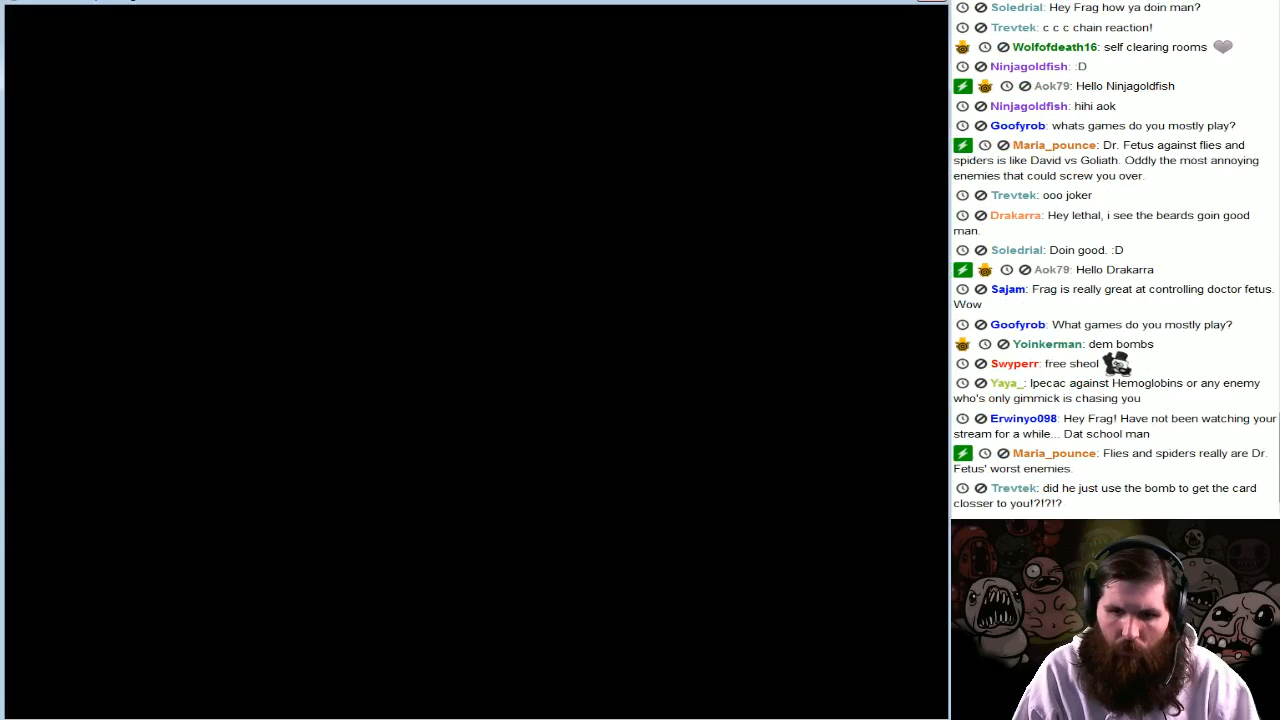 Soledrial: Hey Frag how ya doin man?
Trevtek: c c c chain reaction!
Wolfofdeath16: self clearing rooms
Ninjagoldfish: :D
Aok79: Hello Ninjagoldfish
Ninjagoldfish: hihi aok
Goofyrob: whats games do you mostly play?
Maria_pounce: Dr. Fetus against flies and
spiders is like David vs Goliath. Oddly the most annoying
enemies that could screw you over.
Trevtek: ooo joker
Drakarra: Hey lethal, i see the beards goin good
man.
Soledrial: Doin good. :D
Aok79: Hello Drakarra
Sajam: Frag is really great at controlling doctor fetus.
Wow
Goofyrob: What games do you mostly play?
Yoinkerman: dem bombs
Swyperr: free sheol
Yaya_: Ipecac against Hemoglobins or any enemy
who's only gimmick is chasing you
Erwinyo098: Hey Frag! Have not been watching your
stream for a while... Dat school man
Maria_pounce: Flies and spiders really are Dr.
Fetus' worst enemies.
Trevtek: did he just use the bomb to get the card
closser to you!?!?!?